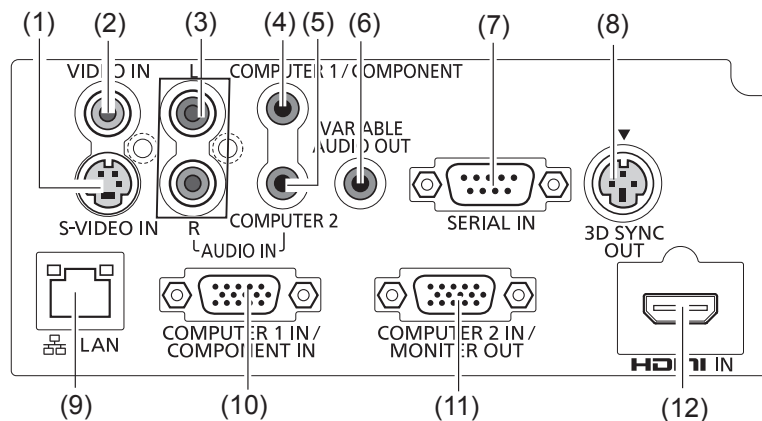 (1) (2) (3) (4) (5) (6) (7) (8)
VIDEO IN L COMPUTER 1 / COMPONENT
VARIABLE
AUDIO OUT
S-VIDEO IN R COMPUTER 2 SERIAL IN 3D SYNC
OUT
AUDIO IN
LAN COMPUTER 1 IN / COMPUTER 2 IN /
COMPONENT IN MONITER OUT
HDMI IN
(9) (10) (11) (12)